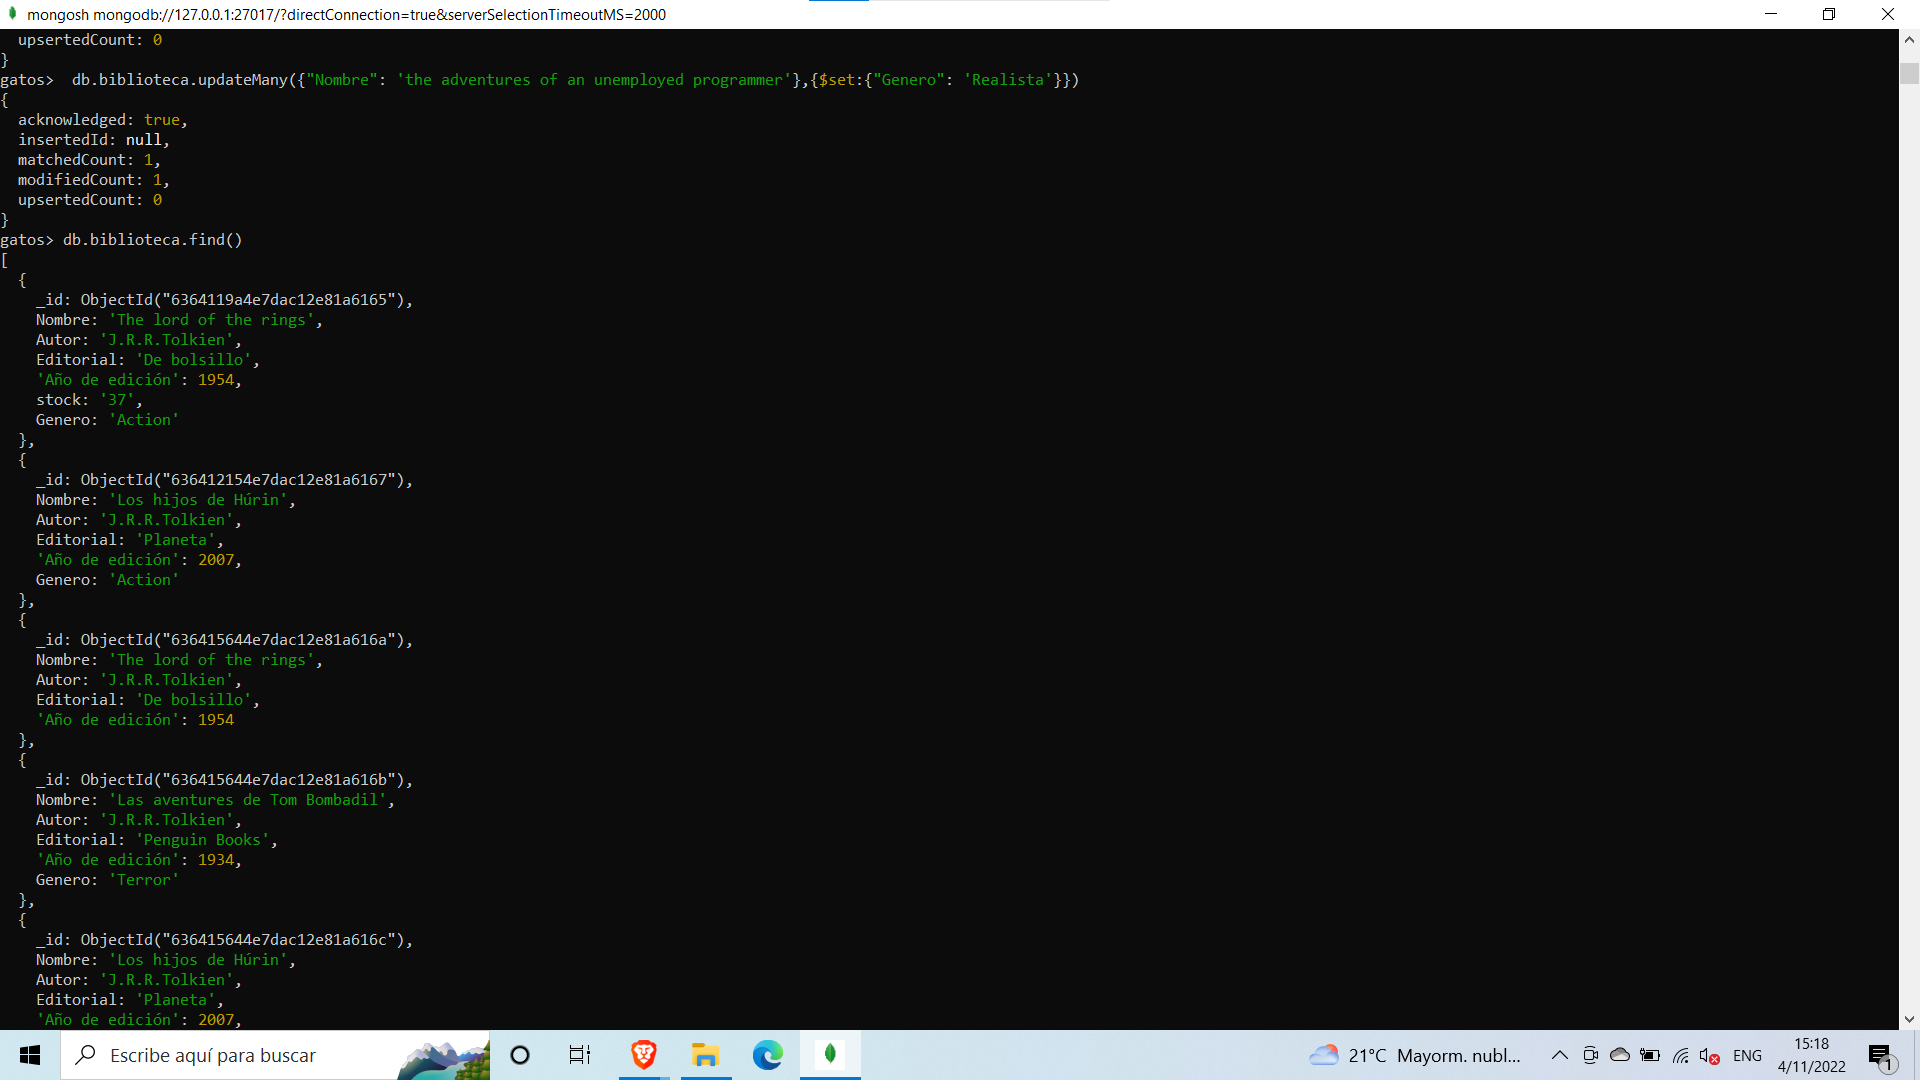 mongosh mongodb://127.0.0.1:27017/?directConnection=true&serverSelectionTimeoutMS=2000
  upsertedCount: 0
}
gatos>  db.biblioteca.updateMany({"Nombre": 'the adventures of an unemployed programmer'},{$set:{"Genero": 'Realista'}})
{
  acknowledged: true,
  insertedId: null,
  matchedCount: 1,
  modifiedCount: 1,
  upsertedCount: 0
}
gatos> db.biblioteca.find()
[
  {
    _id: ObjectId("6364119a4e7dac12e81a6165"),
    Nombre: 'The lord of the rings',
    Autor: 'J.R.R.Tolkien',
    Editorial: 'De bolsillo',
    'Año de edición': 1954,
    stock: '37',
    Genero: 'Action'
  },
  {
    _id: ObjectId("636412154e7dac12e81a6167"),
    Nombre: 'Los hijos de Húrin',
    Autor: 'J.R.R.Tolkien',
    Editorial: 'Planeta',
    'Año de edición': 2007,
    Genero: 'Action'
  },
  {
    _id: ObjectId("636415644e7dac12e81a616a"),
    Nombre: 'The lord of the rings',
    Autor: 'J.R.R.Tolkien',
    Editorial: 'De bolsillo',
    'Año de edición': 1954
  },
  {
    _id: ObjectId("636415644e7dac12e81a616b"),
    Nombre: 'Las aventures de Tom Bombadil',
    Autor: 'J.R.R.Tolkien',
    Editorial: 'Penguin Books',
    'Año de edición': 1934,
    Genero: 'Terror'
  },
  {
    _id: ObjectId("636415644e7dac12e81a616c"),
    Nombre: 'Los hijos de Húrin',
    Autor: 'J.R.R.Tolkien',
    Editorial: 'Planeta',
    'Año de edición': 2007,
Escribe aquí para buscar
21°C  Mayorm. nubl...
ENG
15:18
4/11/2022
1